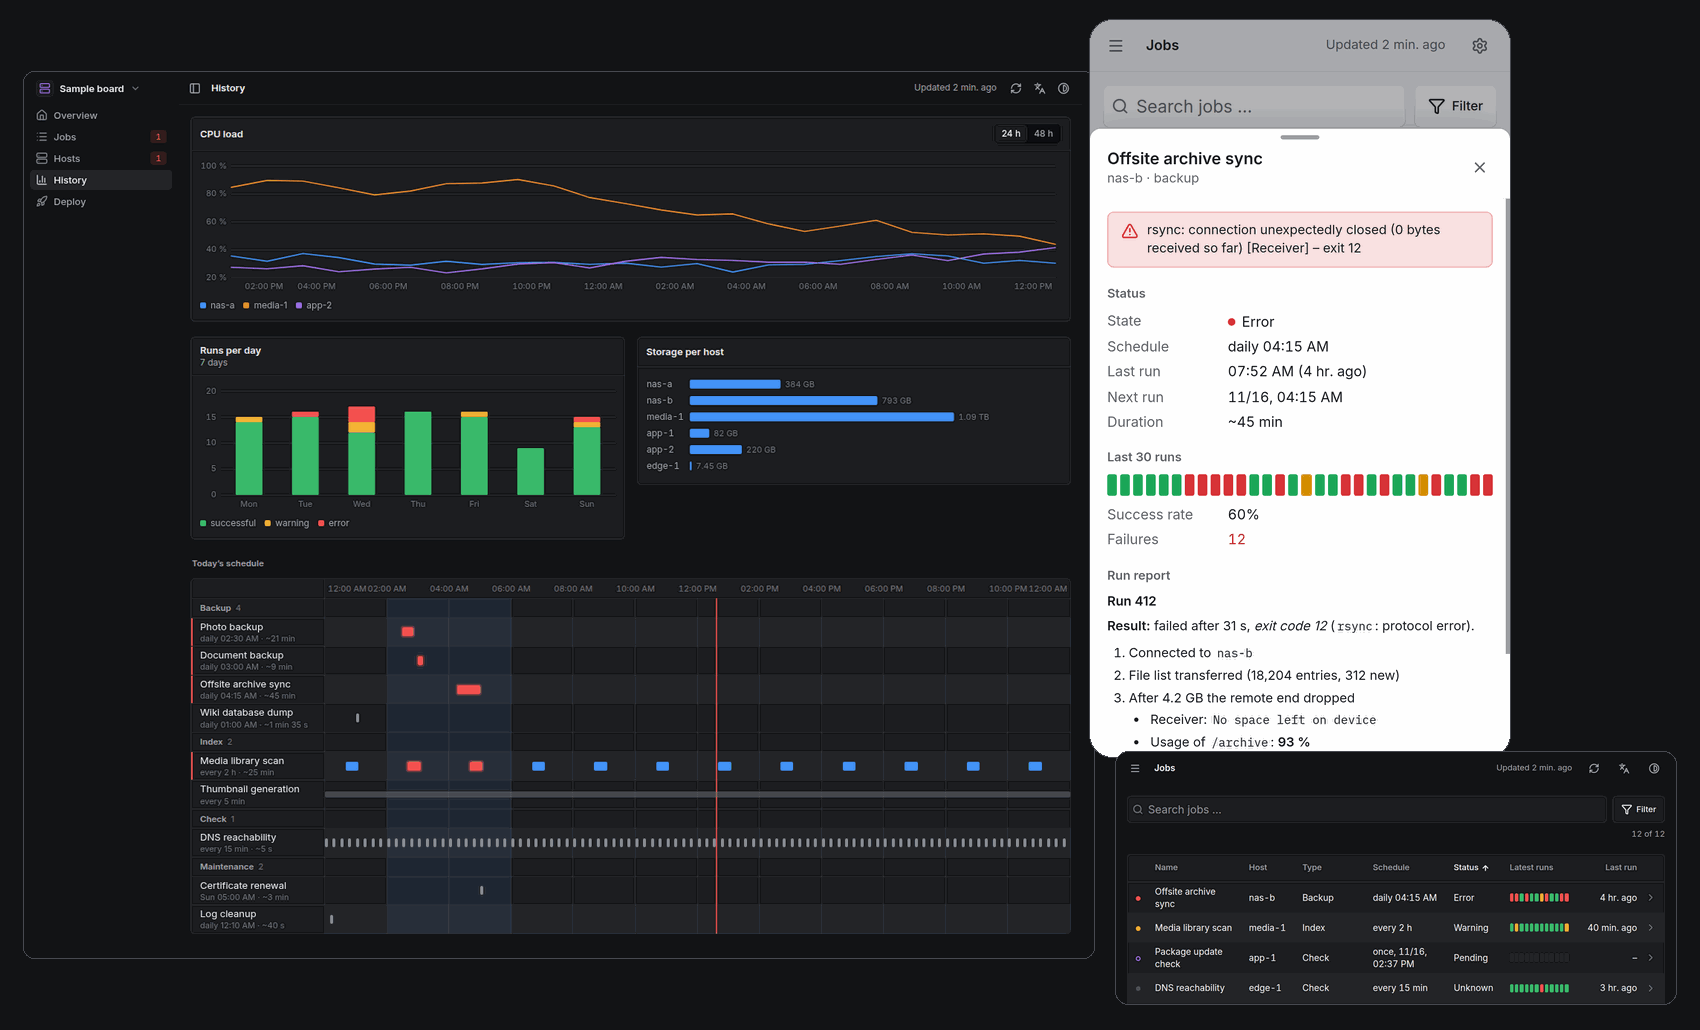 Sample board
Overview
Jobs 1
Hosts 1
History
Deploy
History
Updated 2 min. ago
CPU load
24 h 48 h
100 %
80 %
60 %
40 %
20 %
02:00 PM 04:00 PM 06:00 PM 08:00 PM 10:00 PM 12:00 AM 02:00 AM 04:00 AM 06:00 AM 08:00 AM 10:00 AM 12:00 PM
nas-a media-1 app-2
Runs per day
7 days
20
15
10
5
0
Mon Tue Wed Thu Fri Sat Sun
successful warning error
Storage per host
nas-a 384 GB
nas-b 793 GB
media-1 1.09 TB
app-1 82 GB
app-2 220 GB
edge-1 7.45 GB
Today's schedule
12:00 AM 02:00 AM 04:00 AM 06:00 AM 08:00 AM 10:00 AM 12:00 PM 02:00 PM 04:00 PM 06:00 PM 08:00 PM 10:00 PM 12:00 AM
Backup 4
Photo backup
daily 02:30 AM · ~21 min
Document backup
daily 03:00 AM · ~9 min
Offsite archive sync
daily 04:15 AM · ~45 min
Wiki database dump
daily 01:00 AM · ~1 min 35 s
Index 2
Media library scan
every 2 h · ~25 min
Thumbnail generation
every 5 min
Check 1
DNS reachability
every 15 min · ~5 s
Maintenance 2
Certificate renewal
Sun 05:00 AM · ~3 min
Log cleanup
daily 12:10 AM · ~40 s
Jobs
Updated 2 min. ago
Search jobs ...
Filter
Offsite archive sync
nas-b · backup
rsync: connection unexpectedly closed (0 bytes
received so far) [Receiver] – exit 12
Status
State Error
Schedule daily 04:15 AM
Last run 07:52 AM (4 hr. ago)
Next run 11/16, 04:15 AM
Duration ~45 min
Last 30 runs
Success rate 60%
Failures 12
Run report
Run 412
Result: failed after 31 s, exit code 12 (rsync: protocol error).
1. Connected to nas-b
2. File list transferred (18,204 entries, 312 new)
3. After 4.2 GB the remote end dropped
• Receiver: No space left on device
• Usage of /archive: 93 %
Jobs
Updated 2 min. ago
Search jobs ...
Filter
12 of 12
Name Host Type Schedule Status Latest runs Last run
Offsite archive
sync nas-b Backup daily 04:15 AM Error 4 hr. ago
Media library scan media-1 Index every 2 h Warning 40 min. ago
Package update
check app-1 Check once, 11/16,
02:37 PM Pending –
DNS reachability edge-1 Check every 15 min Unknown 3 hr. ago